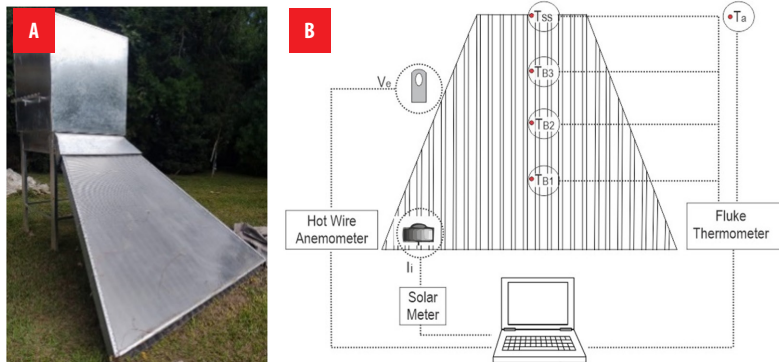 A
B
Tss
Ta
TB3
Ve
TB2
TB1
Hot Wire
Anemometer
Fluke
Thermometer
Ii
Solar
Meter